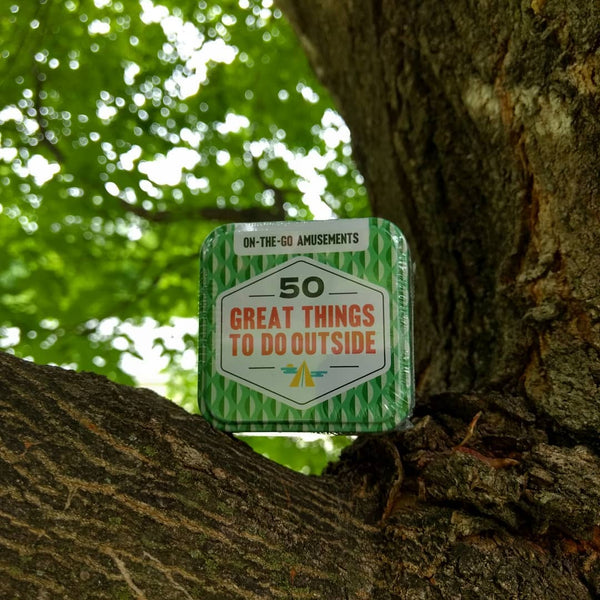 ON-THE-GO AMUSEMENTS
50
GREAT THINGS
TO DO OUTSIDE